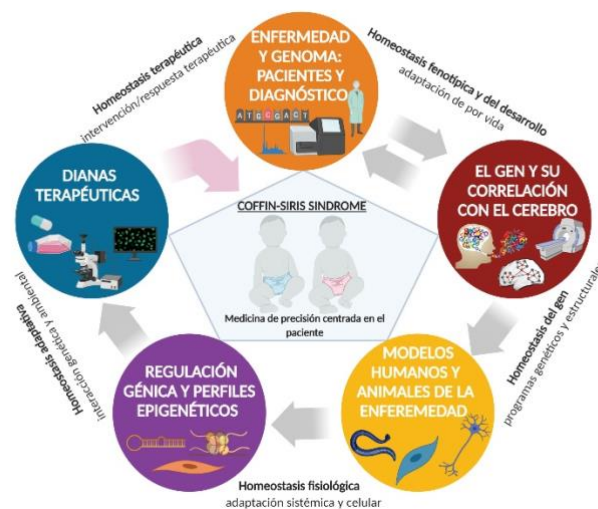 ENFERMEDAD
Y GENOMA:
PACIENTES Y
DIAGNÓSTICO
ATGCGACT
Homeostasis terapéutica
intervención/respuesta terapéutica
Homeostasis fenotípica y del desarrollo
adaptación de por vida
DIANAS
TERAPÉUTICAS
EL GEN Y SU
CORRELACIÓN
CON EL CEREBRO
COFFIN-SIRIS SINDROME
Medicina de precisión centrada en el
paciente
Homeostasis del gen
programas genéticos y estructurales
MODELOS
HUMANOS Y
ANIMALES DE LA
ENFEREMEDAD
REGULACIÓN
GÉNICA Y PERFILES
EPIGENÉTICOS
Homeostasis adaptativa
interacción genética y ambiental
Homeostasis fisiológica
adaptación sistémica y celular